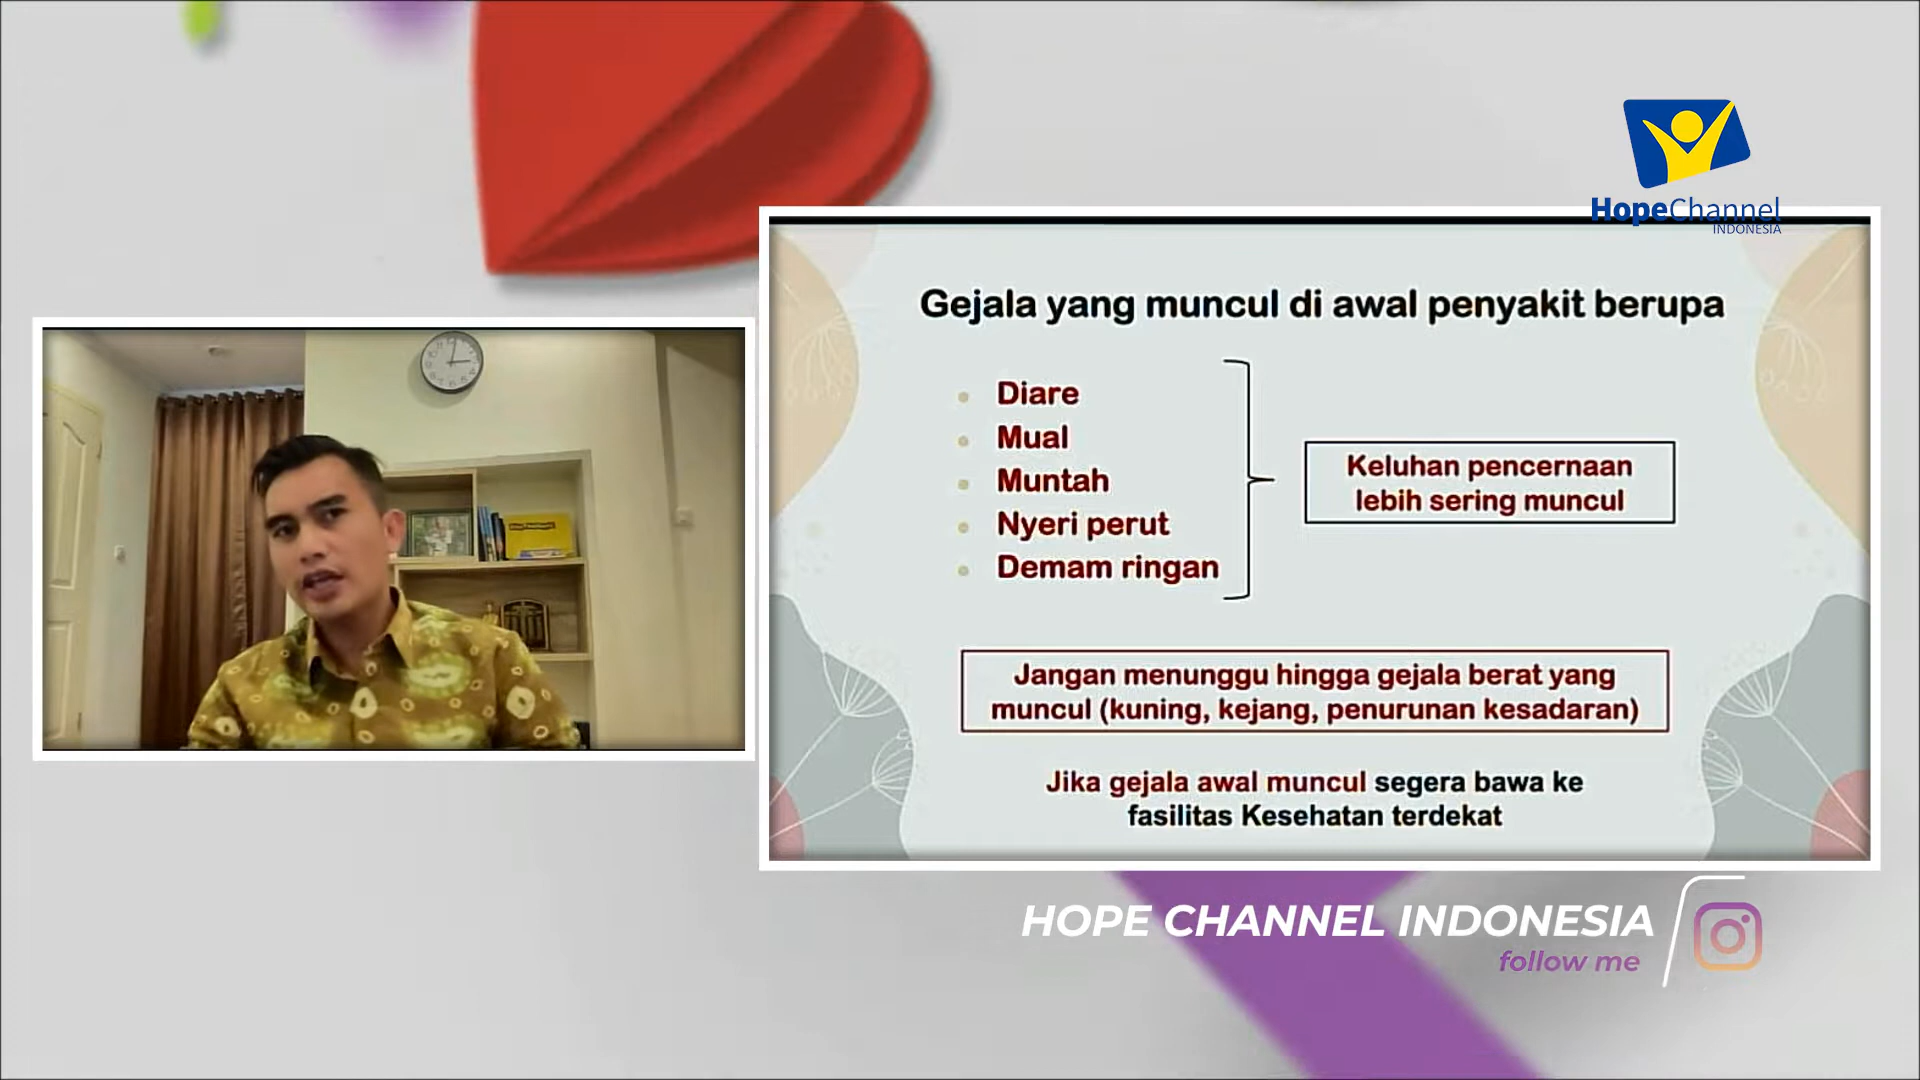 HopeChannel
INDONESIA
Gejala yang muncul di awal penyakit berupa
Diare
Mual
Muntah
Nyeri perut
Demam ringan
Keluhan pencernaan
lebih sering muncul
Jangan menunggu hingga gejala berat yang
muncul (kuning, kejang, penurunan kesadaran)
Jika gejala awal muncul segera bawa ke
fasilitas Kesehatan terdekat
HOPE CHANNEL INDONESIA
follow me